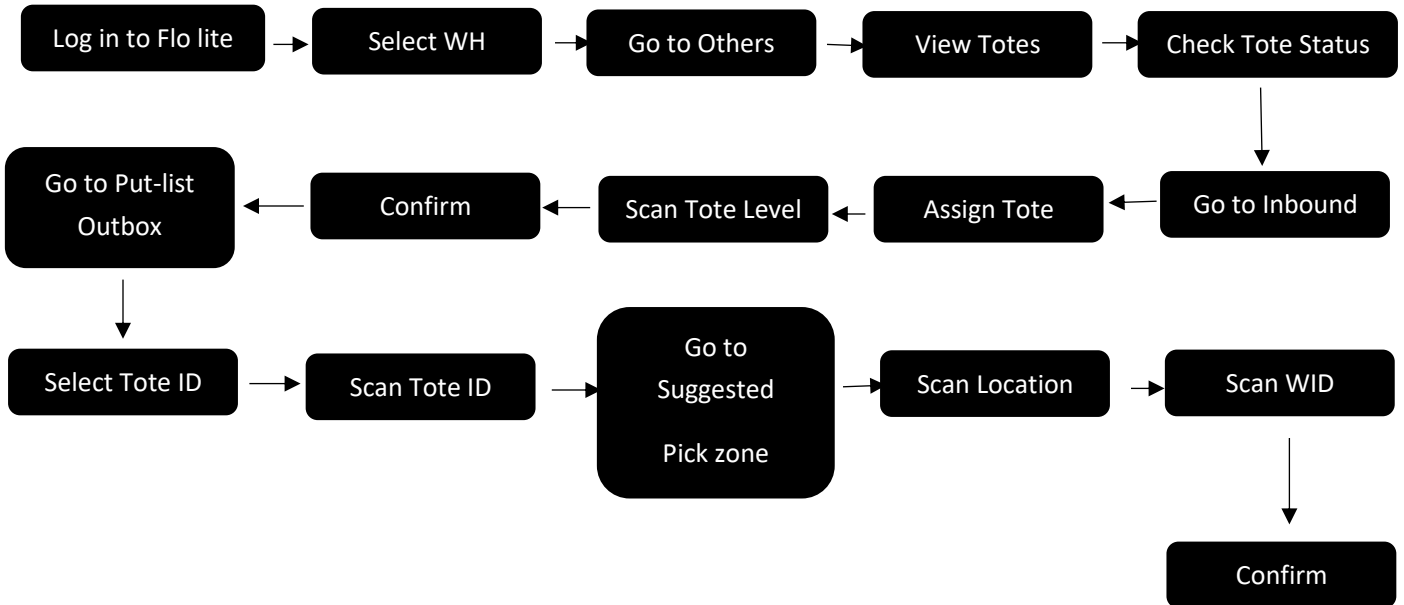 Log in to Flo lite
Select WH
Go to Others
View Totes
Check Tote Status
Go to Put-list
Outbox
Confirm
Scan Tote Level
Assign Tote
Go to Inbound
Select Tote ID
Scan Tote ID
Go to
Suggested
Pick zone
Scan Location
Scan WID
Confirm